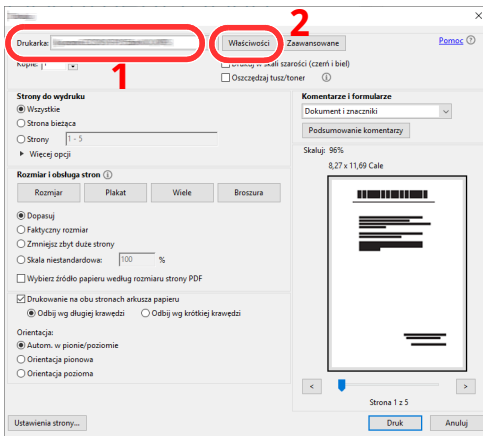 2
Drukarka:
Właściwości
Zaawansowane
Pomoc
1
Kopie:
Drukuj w skali szarości (czerń i biel)
Oszczędzaj tusz/toner
Strony do wydruku
Wszystkie
Strona bieżąca
Strony 1 - 5
Więcej opcji
Komentarze i formularze
Dokument i znaczniki
Podsumowanie komentarzy
Skaluj: 96%
8,27 x 11,69 Cale
Rozmiar i obsługa stron
Rozmiar
Plakat
Wiele
Broszura
Dopasuj
Faktyczny rozmiar
Zmniejsz zbyt duże strony
Skala niestandardowa: 100 %
Wybierz źródło papieru według rozmiaru strony PDF
Drukowanie na obu stronach arkusza papieru
Odbij wg długiej krawędzi Odbij wg krótkiej krawędzi
Orientacja:
Autom. w pionie/poziomie
Orientacja pionowa
Orientacja pozioma
<
>
Strona 1 z 5
Ustawienia strony...
Druk
Anuluj